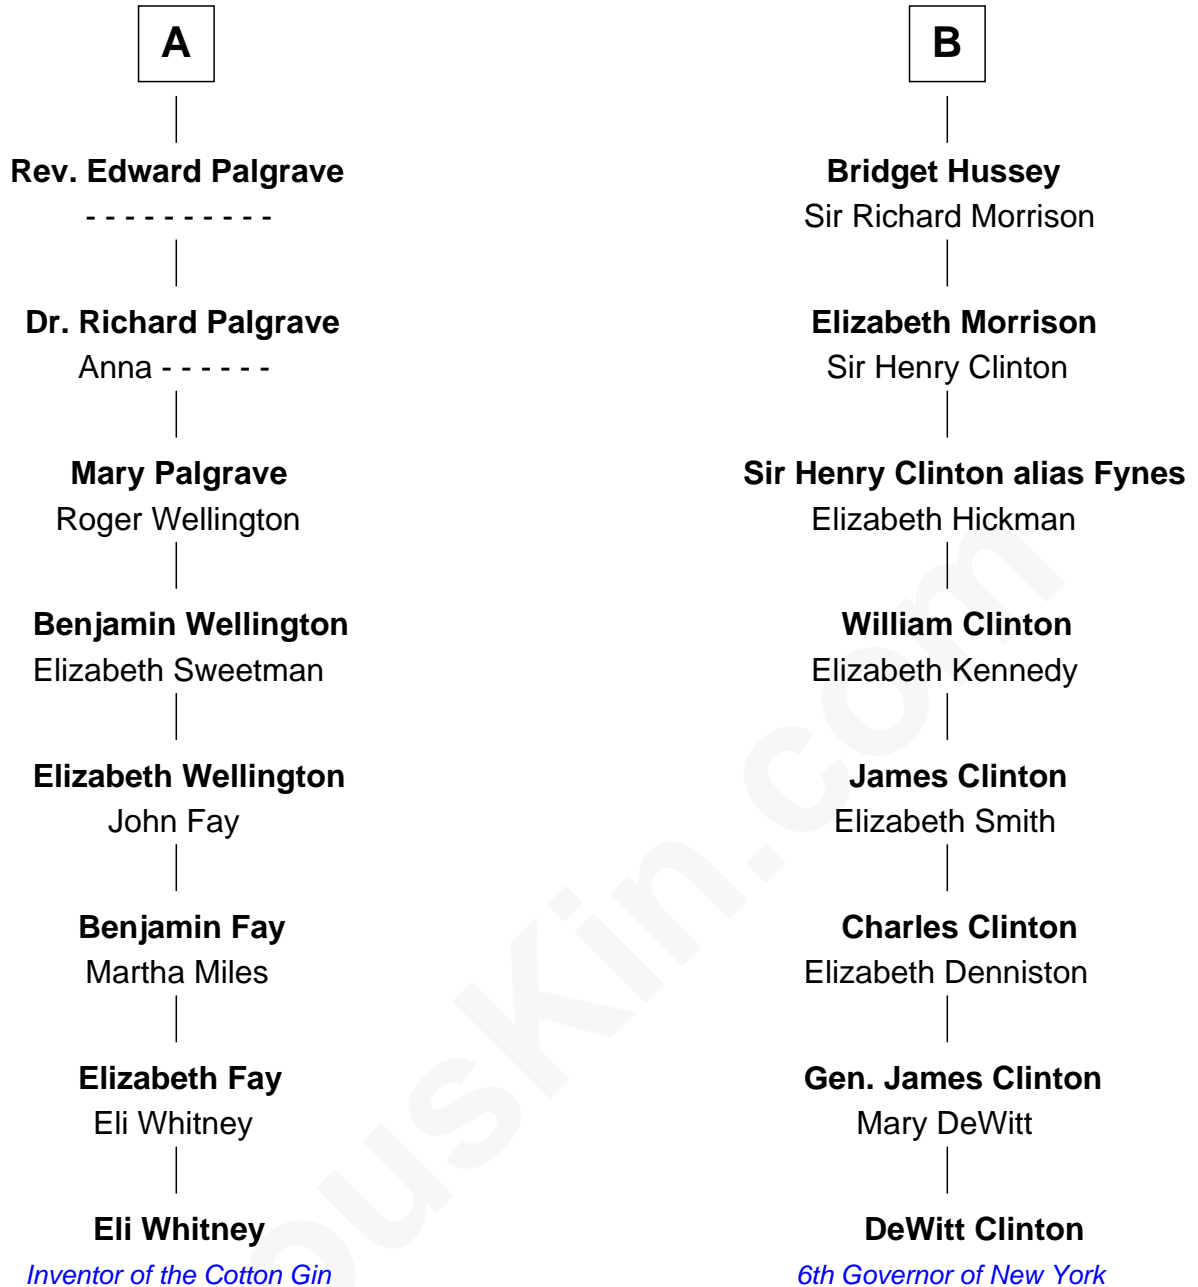 A
Rev. Edward Palgrave
- - - - - - - - - -
Dr. Richard Palgrave
Anna - - - - - -
Mary Palgrave
Roger Wellington
Benjamin Wellington
Elizabeth Sweetman
Elizabeth Wellington
John Fay
Benjamin Fay
Martha Miles
Elizabeth Fay
Eli Whitney
Eli Whitney
Inventor of the Cotton Gin
B
Bridget Hussey
Sir Richard Morrison
Elizabeth Morrison
Sir Henry Clinton
Sir Henry Clinton alias Fynes
Elizabeth Hickman
William Clinton
Elizabeth Kennedy
James Clinton
Elizabeth Smith
Charles Clinton
Elizabeth Denniston
Gen. James Clinton
Mary DeWitt
DeWitt Clinton
6th Governor of New York
ousKin.com